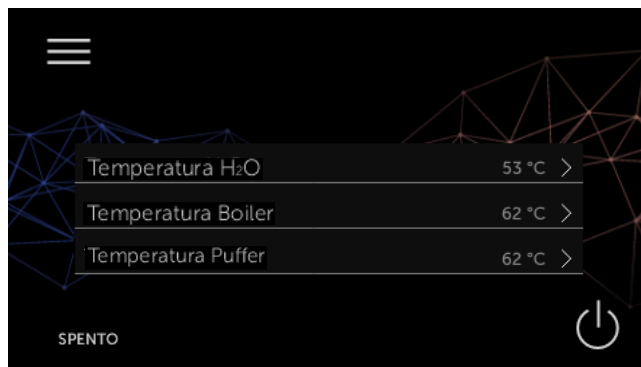 Temperatura H₂O 53 °C
Temperatura Boiler 62 °C
Temperatura Puffer 62 °C
SPENTO